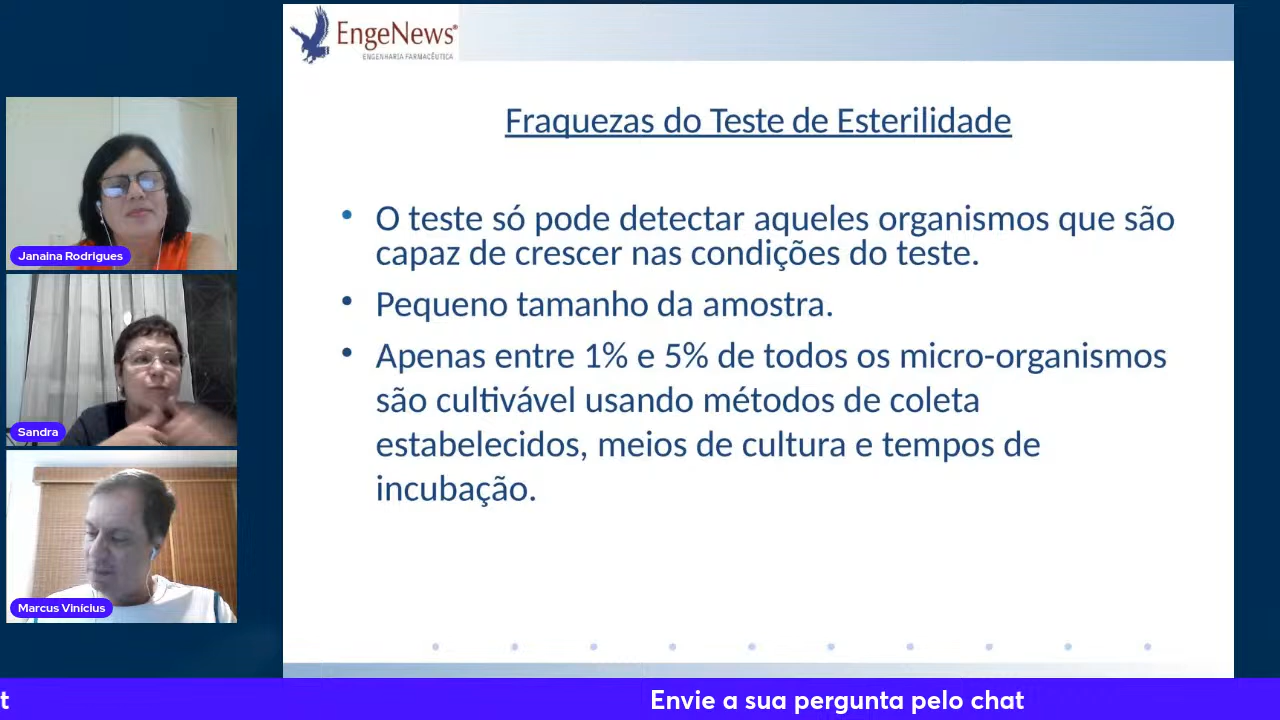 EngeNews®
ENGENHARIA FARMACÊUTICA
Fraquezas do Teste de Esterilidade
• O teste só pode detectar aqueles organismos que são
capaz de crescer nas condições do teste.
• Pequeno tamanho da amostra.
• Apenas entre 1% e 5% de todos os micro-organismos
são cultivável usando métodos de coleta
estabelecidos, meios de cultura e tempos de
incubação.
Janaina Rodrigues
Sandra
Marcus Vinícius
t
Envie a sua pergunta pelo chat